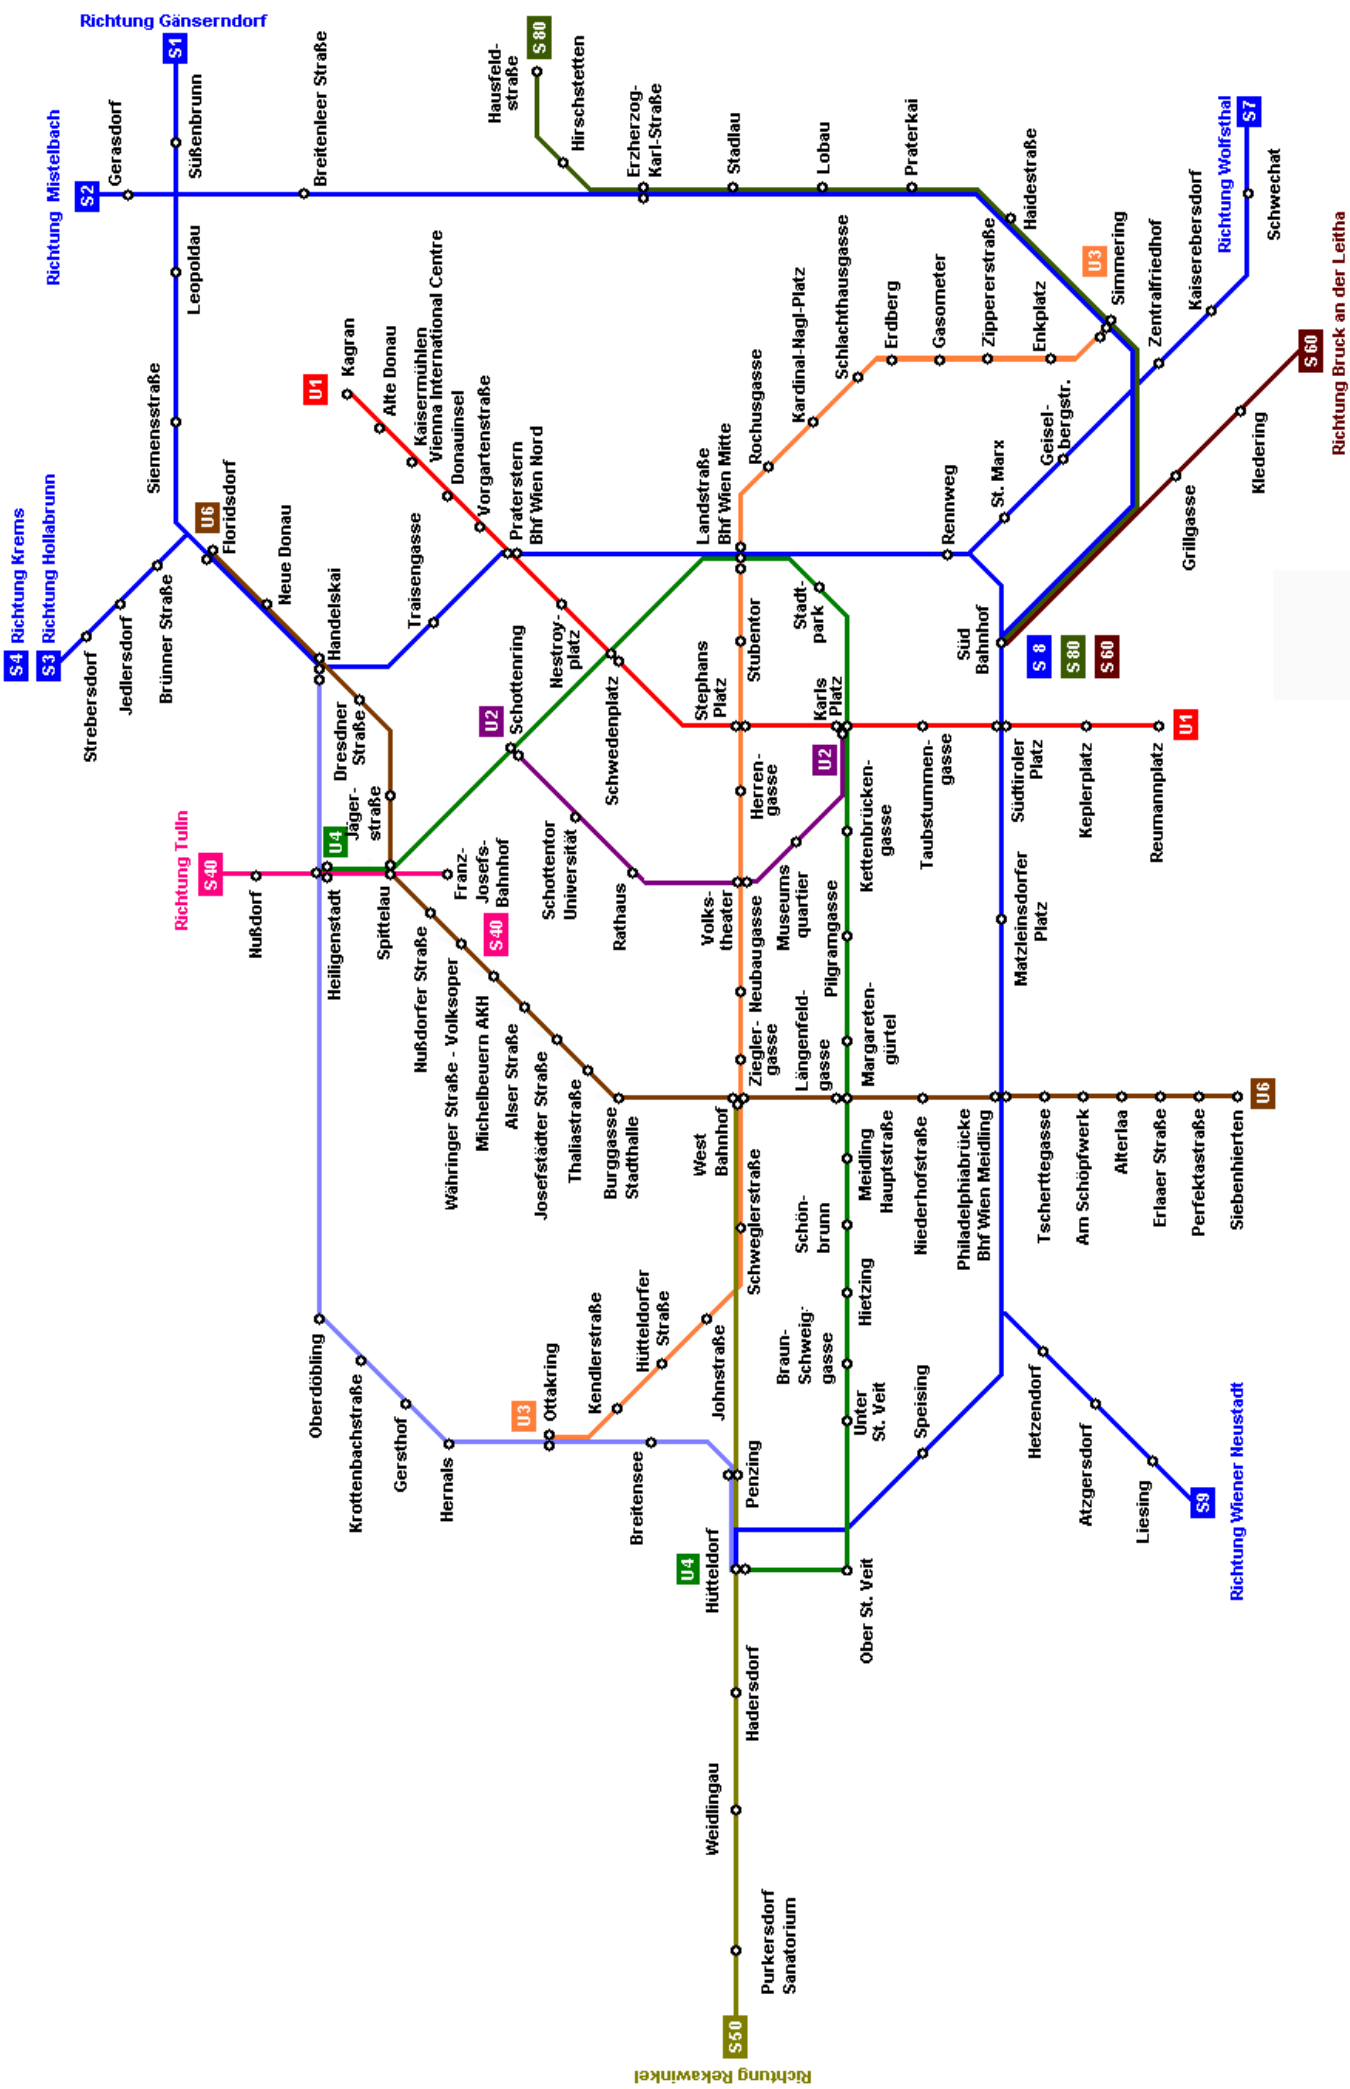 Richtung Gänserndorf
S1
Süßenbrunn
Leopoldau
Siemensstraße
Richtung Mistelbach
S2
Gerasdorf
Breitenleer Straße
S 80
Hausfeld-
straße
Hirschstetten
Erzherzog-
Karl-Straße
Stadlau
Lobau
Praterkai
Haidestraße
U3
Simmering
Richtung Wolfsthal
S7
Schwechat
Kaiserebersdorf
Zentralfriedhof
Geisel-
bergstr.
St. Marx
Rennweg
Richtung Bruck an der Leitha
S 60
Kledering
Grillgasse
S4
Richtung Krems
S3
Richtung Hollabrunn
Strebersdorf
Jedlersdorf
Brünner Straße
U6
Floridsdorf
Neue Donau
Handelskai
Traisengasse
Dresdner
Straße
Jäger-
straße
U1
Kagran
Alte Donau
Kaisermühlen
Vienna International Centre
Donauinsel
Vorgartenstraße
Praterstern
Bhf Wien Nord
Nestroy-
platz
Schwedenplatz
Stephans
Platz
Karls
Platz
Taubstummen-
gasse
Südtiroler
Platz
Keplerplatz
Reumannplatz
U1
Landstraße
Bhf Wien Mitte
Rochusgasse
Kardinal-Nagl-Platz
Schlachthausgasse
Erdberg
Gasometer
Zippererstraße
Enkplatz
Stubentor
Stadt-
park
Süd
Bahnhof
S 8
S 80
S 60
U2
Schottenring
Schottentor
Universität
Rathaus
Volks-
theater
Museums
quartier
U2
Herren-
gasse
Neubaugasse
Ziegler-
gasse
Richtung Tulln
S40
Nußdorf
U4
Heiligenstadt
Spittelau
Franz-
Josefs-
Bahnhof
S40
Nußdorfer Straße
Währinger Straße - Volksoper
Michelbeuern AKH
Alser Straße
Josefstädter Straße
Thaliastraße
Burggasse
Stadthalle
West
Bahnhof
Längenfeld-
gasse
Niederhofstraße
Philadelphiabrücke
Bhf Wien Meidling
Tscherttegasse
Am Schöpfwerk
Alterlaa
Erlaaer Straße
Perfektastraße
Siebenhierten
U6
Kettenbrücken-
gasse
Pilgramgasse
Margareten-
gürtel
Meidling
Hauptstraße
Schön-
brunn
Hietzing
Braun-
Schweig-
gasse
Unter
St. Veit
Ober St. Veit
U4
Hütteldorf
Matzleinsdorfer
Platz
Speising
Hetzendorf
Atzgersdorf
Liesing
S9
Richtung Wiener Neustadt
Oberdöbling
Krottenbachstraße
Gersthof
Hernals
U3
Ottakring
Kendlerstraße
Hütteldorfer
Straße
Johnstraße
Schweglerstraße
Breitensee
Penzing
Hadersdorf
Weidlingau
Purkersdorf
Sanatorium
S50
Richtung Rekawinkel